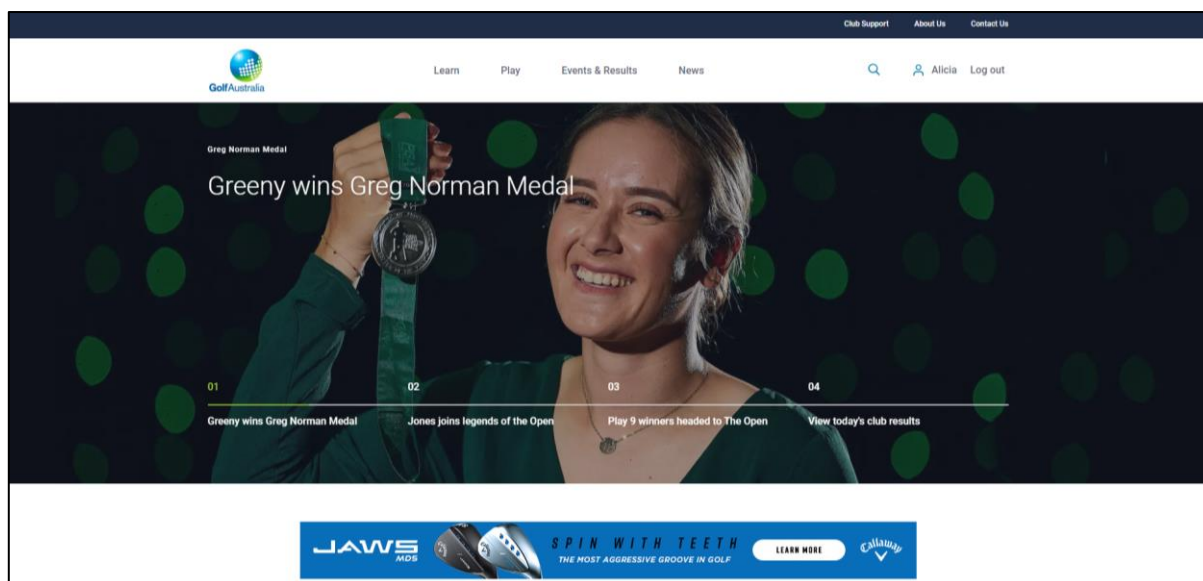 Club Support About Us Contact Us
GolfAustralia
Learn Play Events & Results News Alicia Log out
Greg Norman Medal
Greeny wins Greg Norman Medal
01 02 03 04
Greeny wins Greg Norman Medal Jones joins legends of the Open Play 9 winners headed to The Open View today's club results
JAWS
MD5
SPIN WITH TEETH
THE MOST AGGRESSIVE GROOVE IN GOLF
LEARN MORE
Callaway